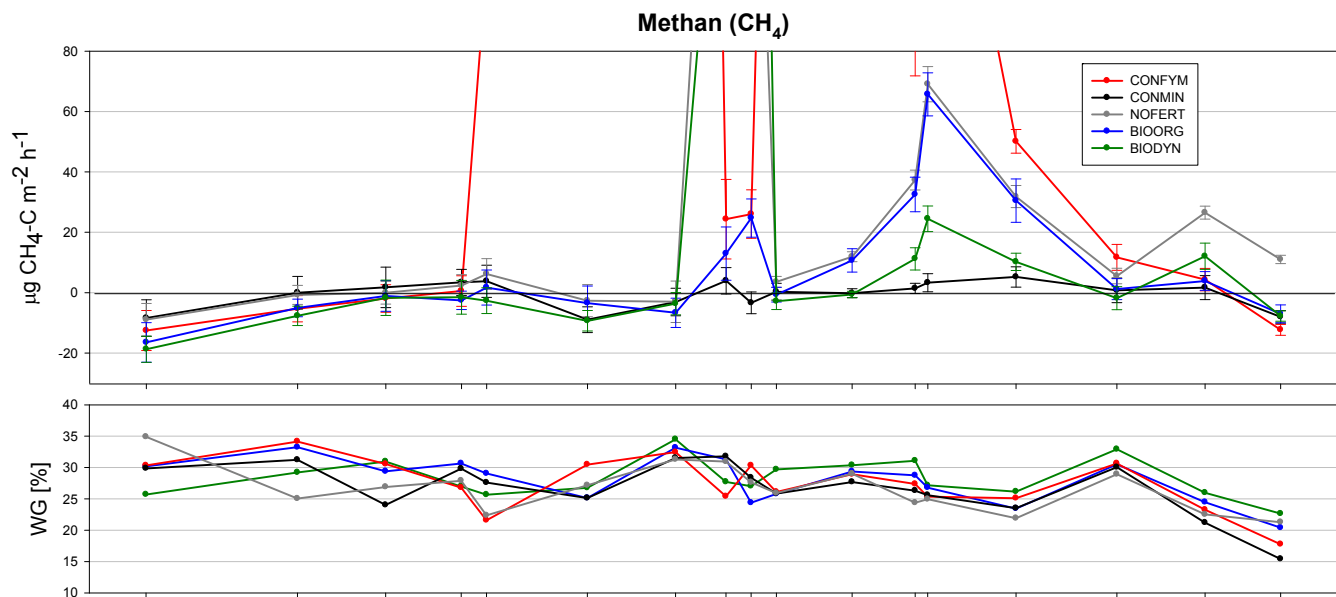 Methan (CH4)
µg CH4-C m-2 h-1
80
60
40
20
0
-20
CONFYM
CONMIN
NOFERT
BIOORG
BIODYN
WG [%]
40
35
30
25
20
15
10